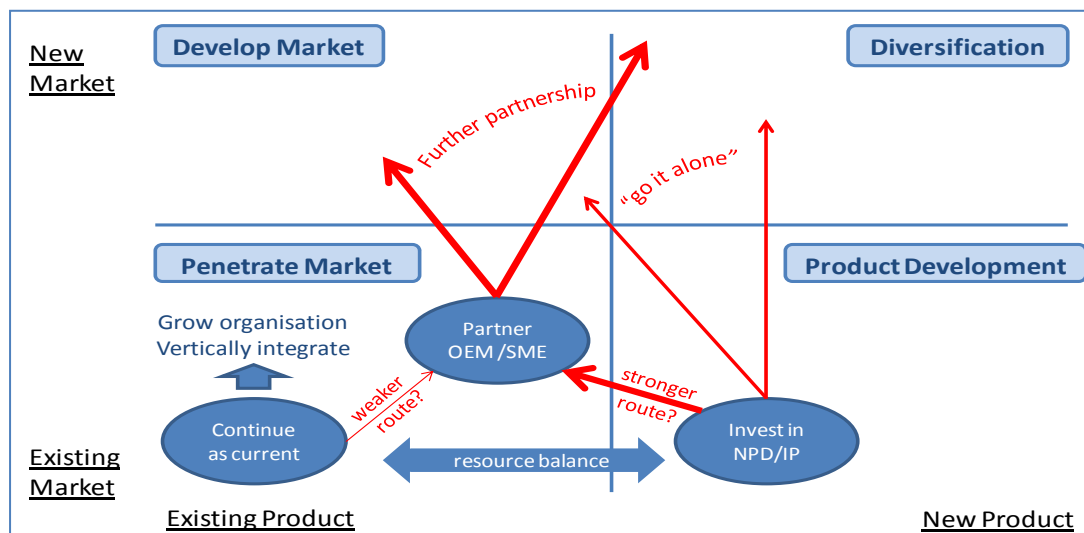 New
Market
Develop Market
Diversification
Further partnership
“go it alone”
Penetrate Market
Product Development
Grow organisation
Vertically integrate
Partner
OEM /SME
weaker
route?
stronger
route?
Continue
as current
resource balance
Invest in
NPD/IP
Existing
Market
Existing Product
New Product